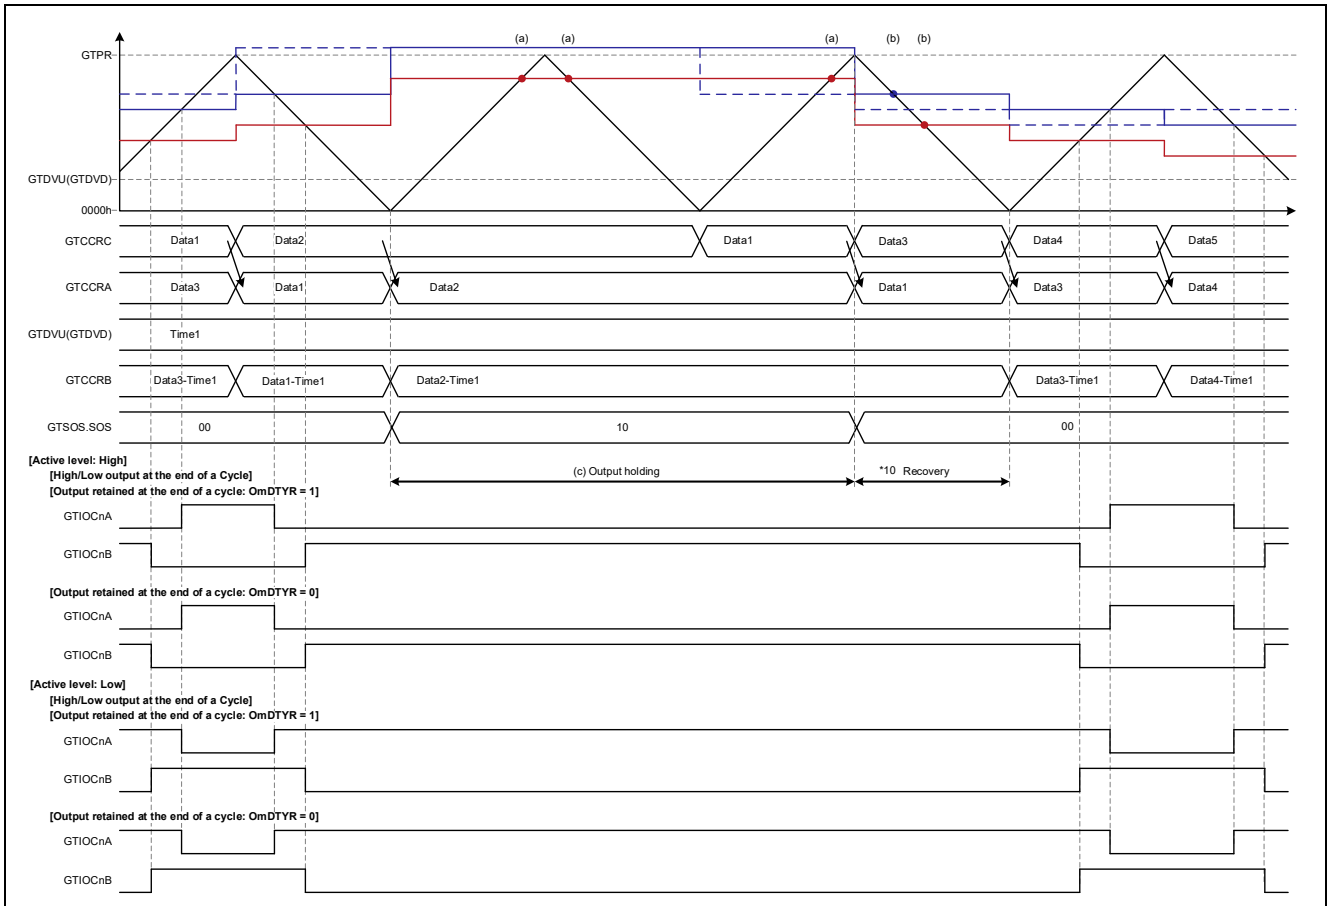 (a) (a) (a) (b) (b)
GTPR
GTDVU(GTDVD)
0000h
GTCCRC Data1 Data2 Data1 Data3 Data4 Data5
GTCCRA Data3 Data1 Data2 Data1 Data3 Data4
GTDVU(GTDVD) Time1
GTCCRB Data3-Time1 Data1-Time1 Data2-Time1 Data3-Time1 Data4-Time1
GTSOS.SOS 00 10 00
[Active level: High]
(c) Output holding *10 Recovery
[High/Low output at the end of a Cycle]
[Output retained at the end of a cycle: OmDTYR = 1]
GTIOCnA
GTIOCnB
[Output retained at the end of a cycle: OmDTYR = 0]
GTIOCnA
GTIOCnB
[Active level: Low]
[High/Low output at the end of a Cycle]
[Output retained at the end of a cycle: OmDTYR = 1]
GTIOCnA
GTIOCnB
[Output retained at the end of a cycle: OmDTYR = 0]
GTIOCnA
GTIOCnB